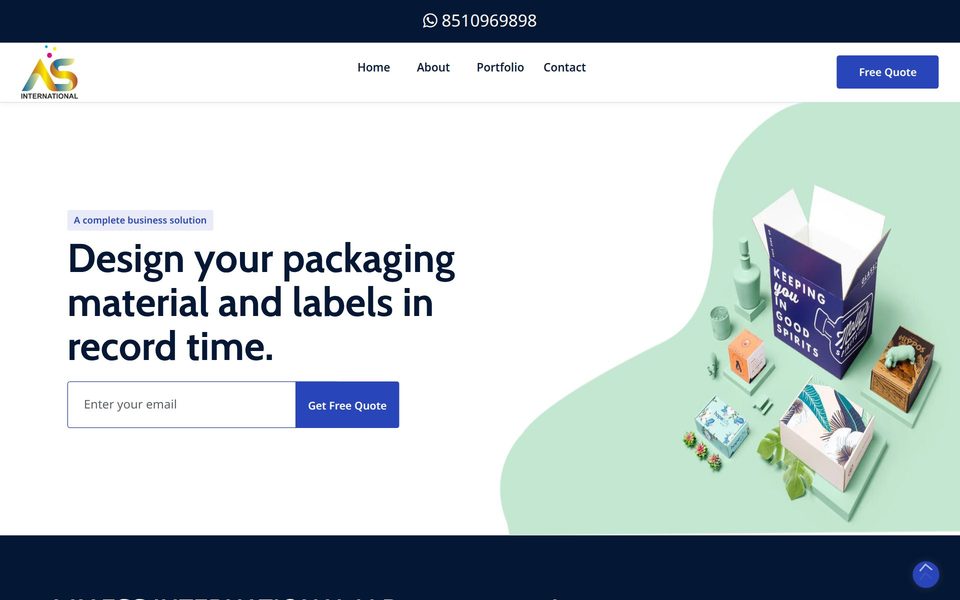 8510969898
AS
INTERNATIONAL
Home
About
Portfolio
Contact
Free Quote
A complete business solution
Design your packaging
material and labels in
record time.
Enter your email
Get Free Quote
KEEPING
you
IN
GOOD
SPIRITS
HIPPOS